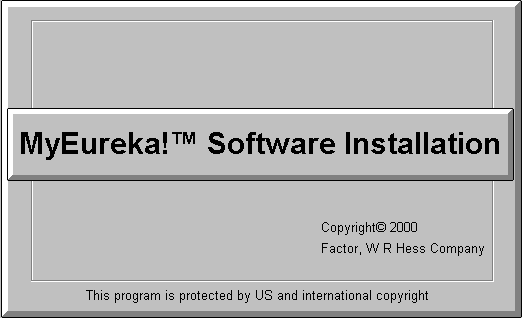 MyEureka!™ Software Installation
Copyright© 2000
Factor, W R Hess Company
This program is protected by US and international copyright